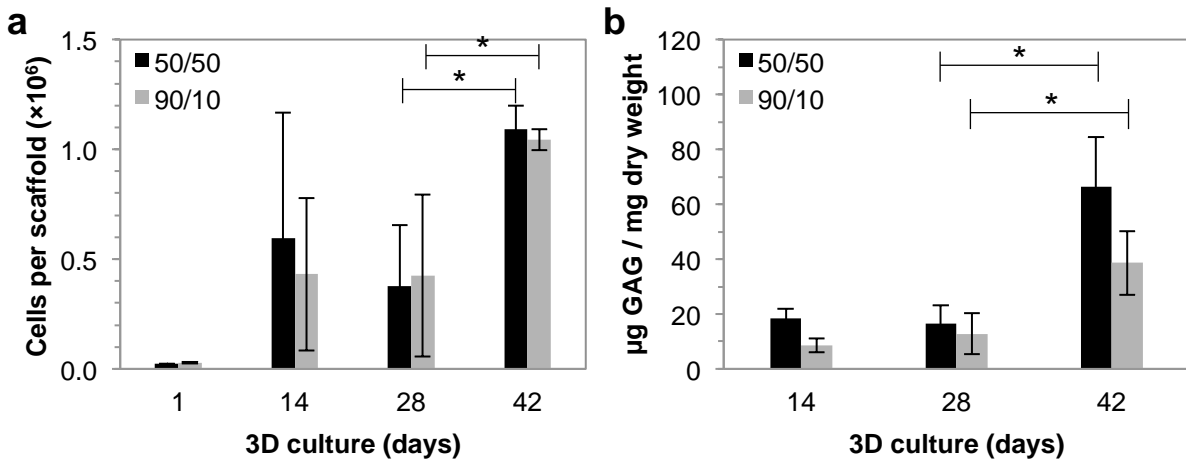 a
Cells per scaffold (×10⁶)
1.5
1.0
0.5
0.0
50/50
90/10
*
*
1 14 28 42
3D culture (days)
b
µg GAG / mg dry weight
120
100
80
60
40
20
0
50/50
90/10
*
*
14 28 42
3D culture (days)